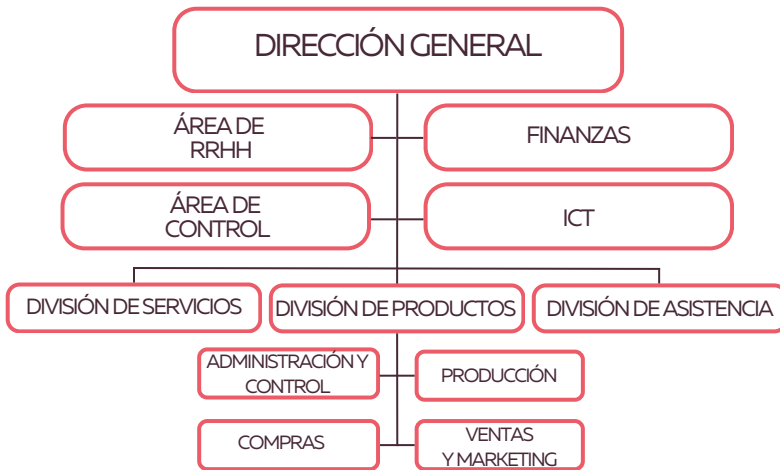 DIRECCIÓN GENERAL
ÁREA DE
RRHH
FINANZAS
ÁREA DE
CONTROL
ICT
DIVISIÓN DE SERVICIOS
DIVISIÓN DE PRODUCTOS
DIVISIÓN DE ASISTENCIA
ADMINISTRACIÓN Y
CONTROL
PRODUCCIÓN
COMPRAS
VENTAS
Y MARKETING